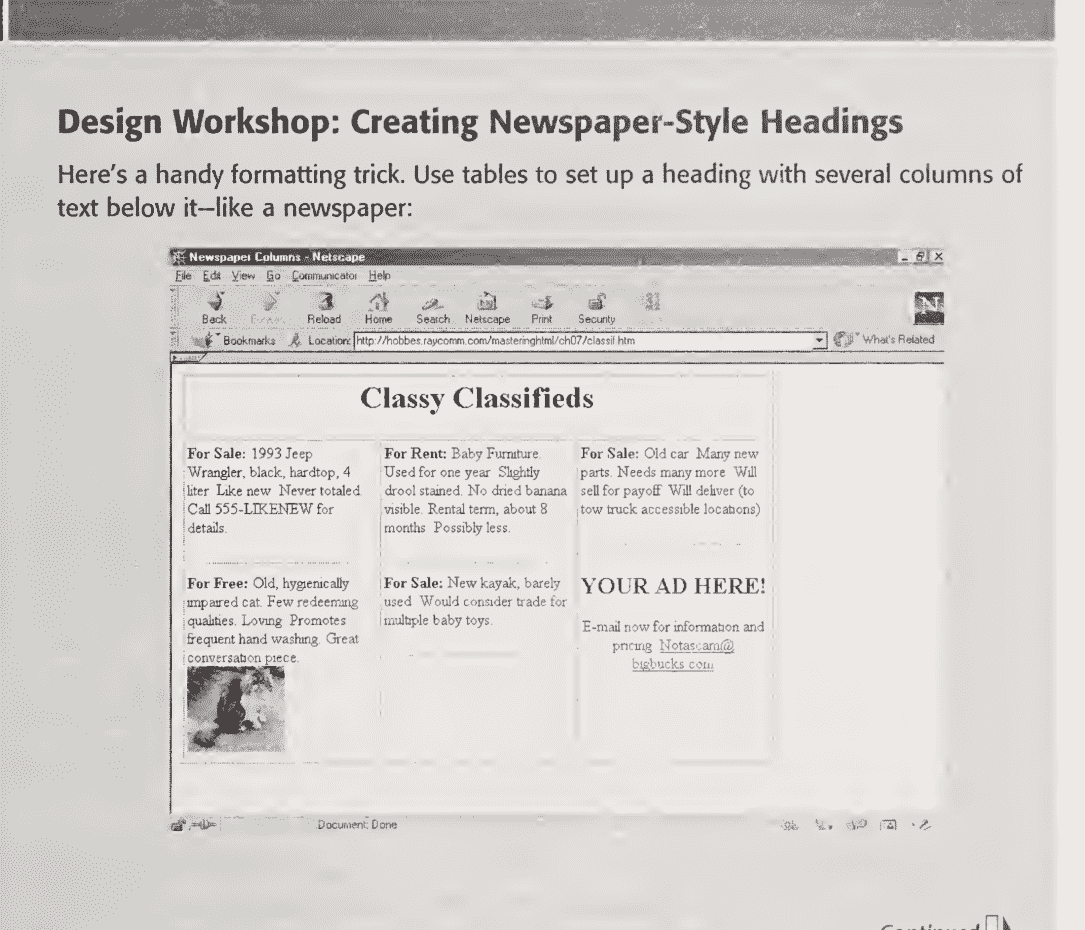 Design Workshop: Creating Newspaper-Style Headings
Here's a handy formatting trick. Use tables to set up a heading with several columns of
text below it—like a newspaper:
Newspaper Columns - Netscape
File Edit View Go Communicator Help
Back Reload Home Search Netscape Print Security
Bookmarks Location: http://hobbes.raycomm.com/masteringhtml/ch07/classif.htm What's Related
Classy Classifieds
For Sale: 1993 Jeep
Wrangler, black, hardtop, 4
liter Like new Never totaled
Call 555-LIKENEW for
details.
For Rent: Baby Furniture.
Used for one year Slightly
drool stained. No dried banana
visible. Rental term, about 8
months Possibly less.
For Sale: Old car Many new
parts. Needs many more Will
sell for payoff Will deliver (to
tow truck accessible locations)
For Free: Old, hygienically
impaired cat. Few redeeming
qualities. Loving Promotes
frequent hand washing. Great
conversation piece.
For Sale: New kayak, barely
used Would consider trade for
multiple baby toys.
YOUR AD HERE!
E-mail now for information and
pricing Notascam@
bigbucks.com
Document: Done
Continued